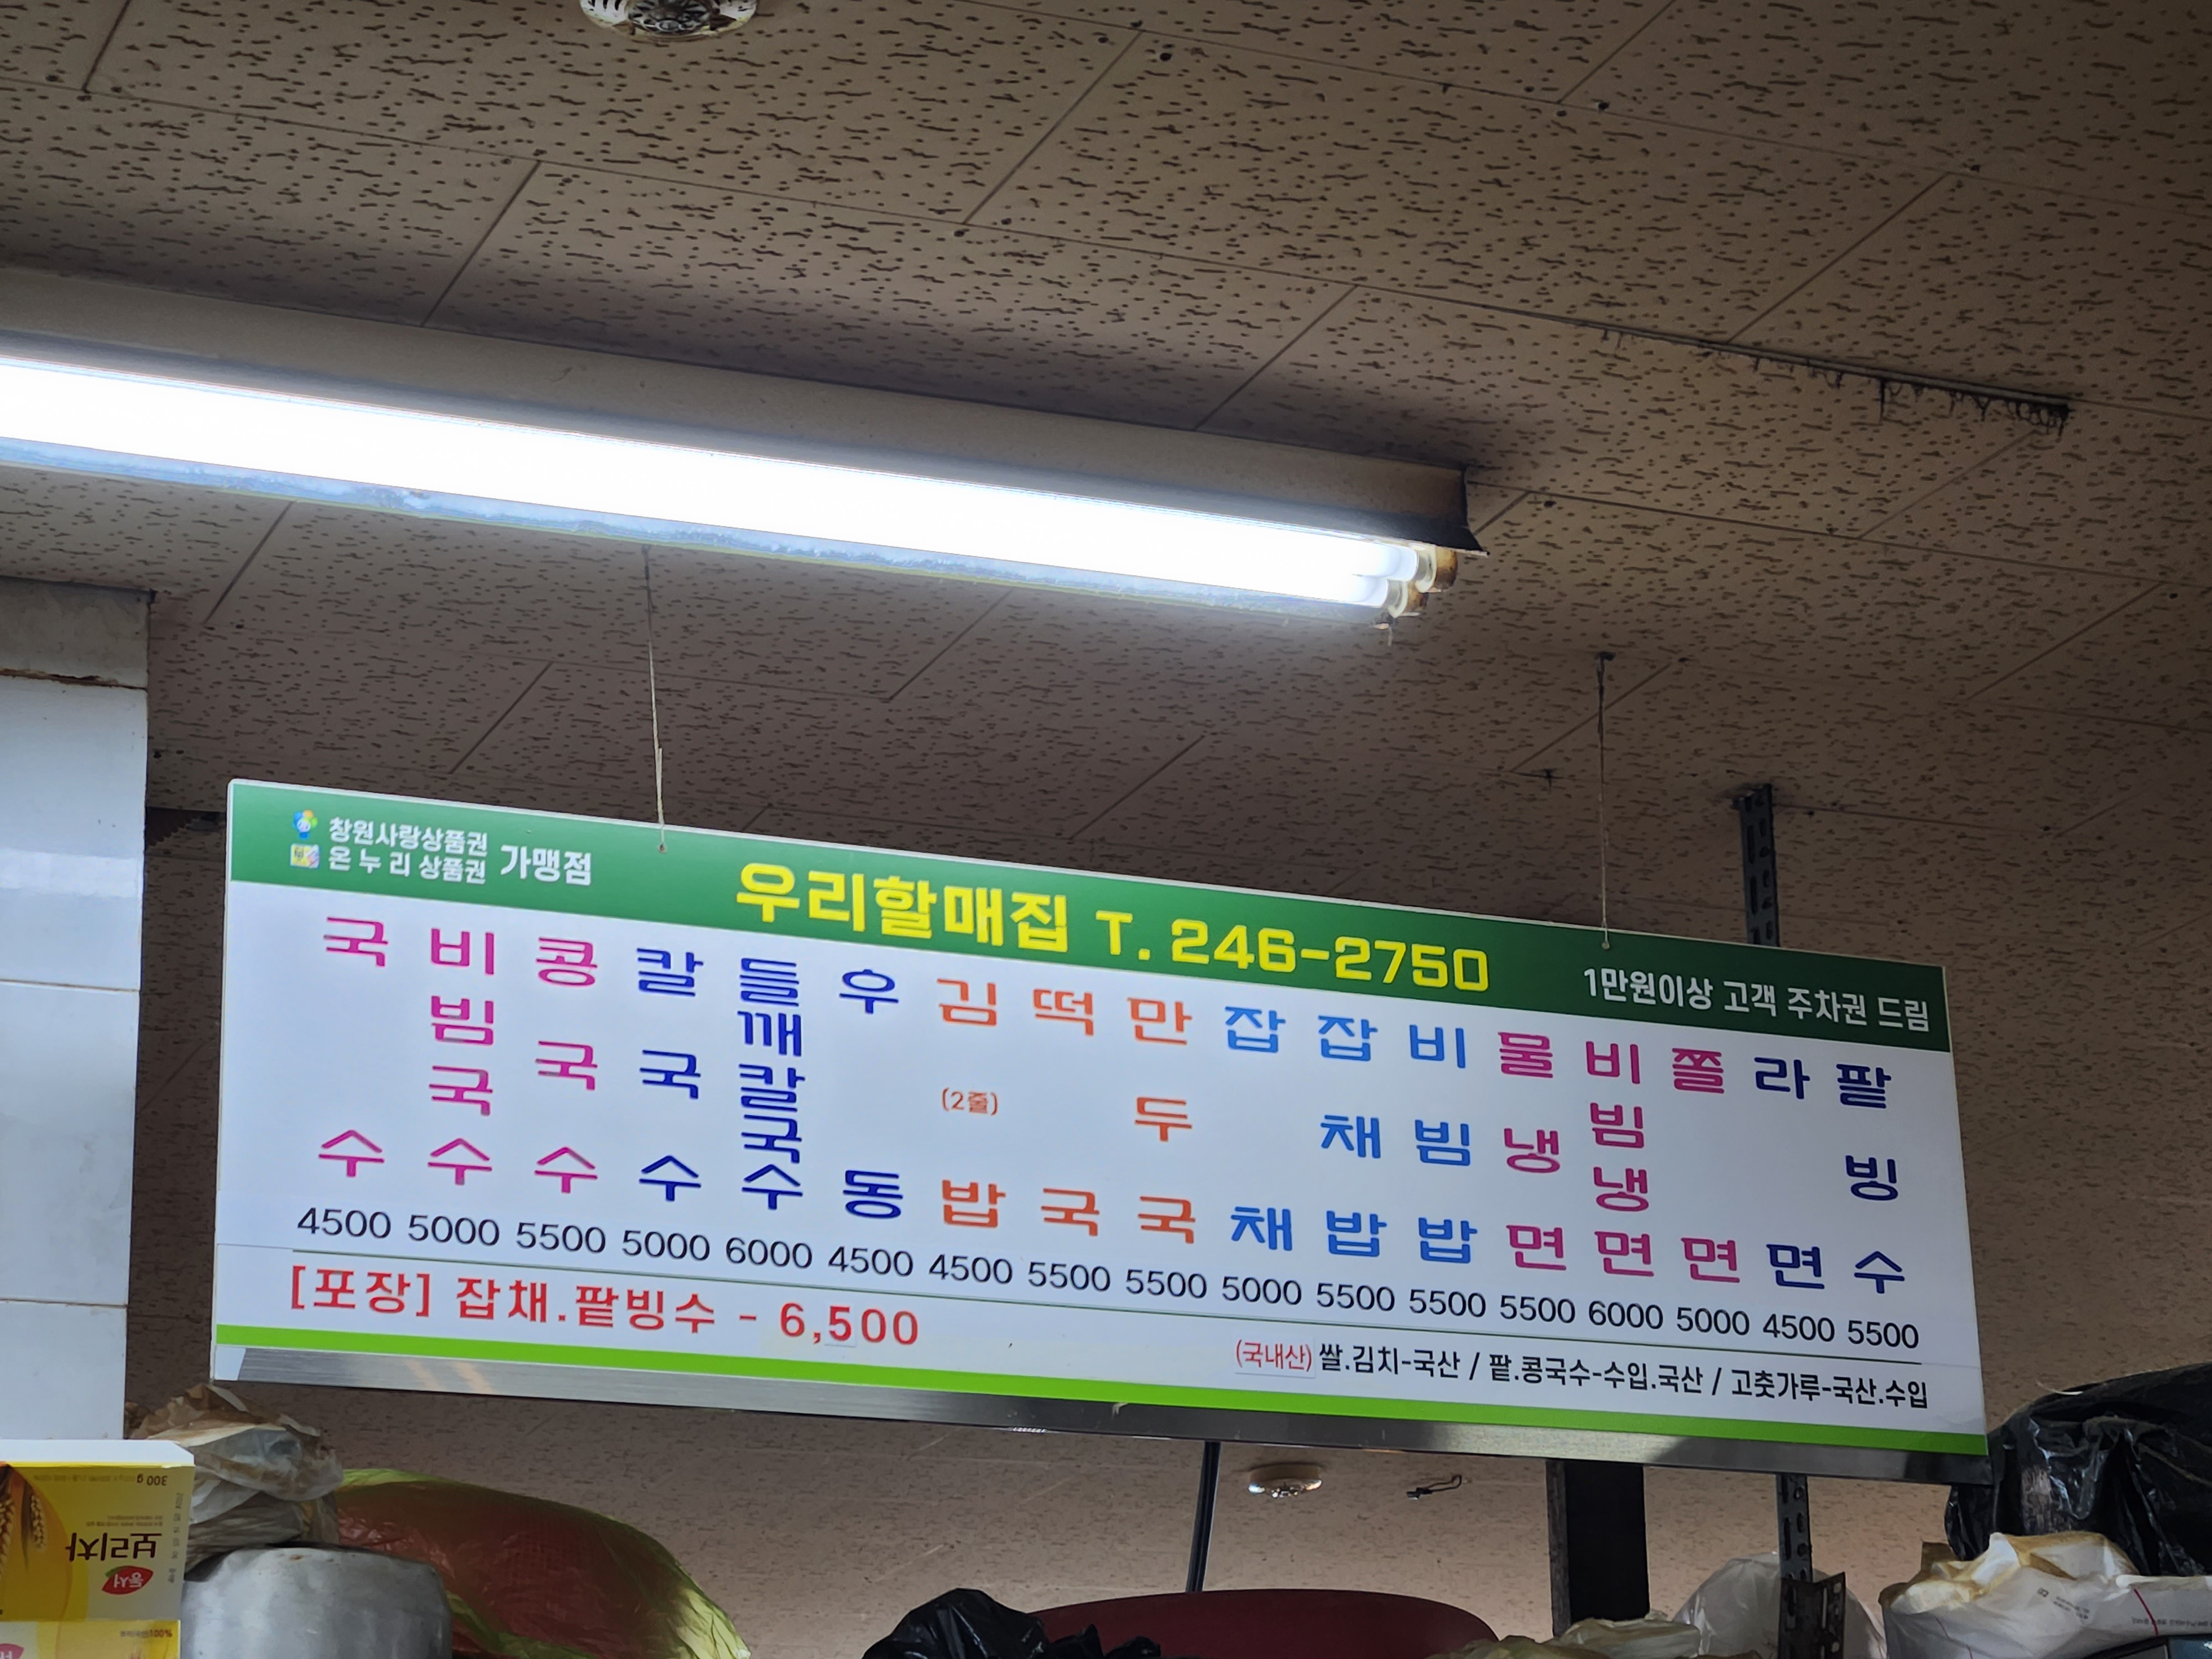 창원사랑상품권
온누리상품권 가맹점
우리할매집 T. 246-2750
1만원이상 고객 주차권 드림
국수 4500
비빔국수 5000
콩국수 5500
칼국수 5000
들깨칼국수 6000
우동 4500
김밥 (2줄) 4500
떡국 5500
만두국 5500
잡채 5000
잡채밥 5500
비빔밥 5500
물냉면 5500
비빔냉면 6000
쫄면 5000
라면 4500
팥빙수 5500
[포장] 잡채.팥빙수 - 6,500
(국내산) 쌀.김치-국산 / 팥.콩국수-수입.국산 / 고춧가루-국산.수입
300 g
보리차
동서